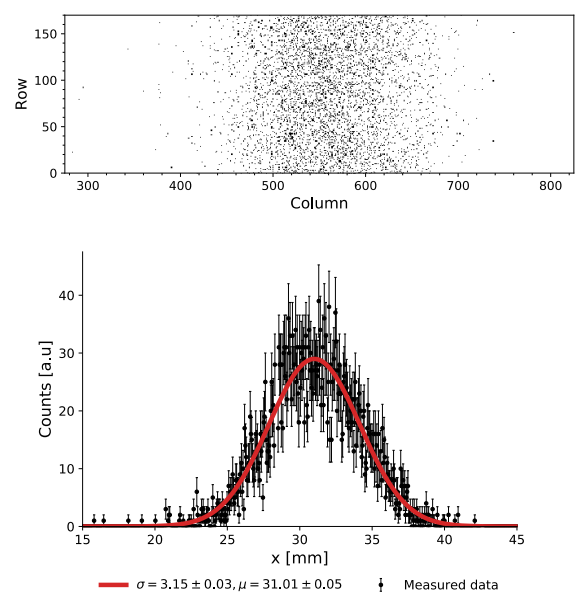 150
100
50
0
Row
300 400 500 600 700 800
Column
40
30
20
10
0
Counts [a.u]
15 20 25 30 35 40 45
x [mm]
σ = 3.15 ± 0.03, μ = 31.01 ± 0.05 Measured data